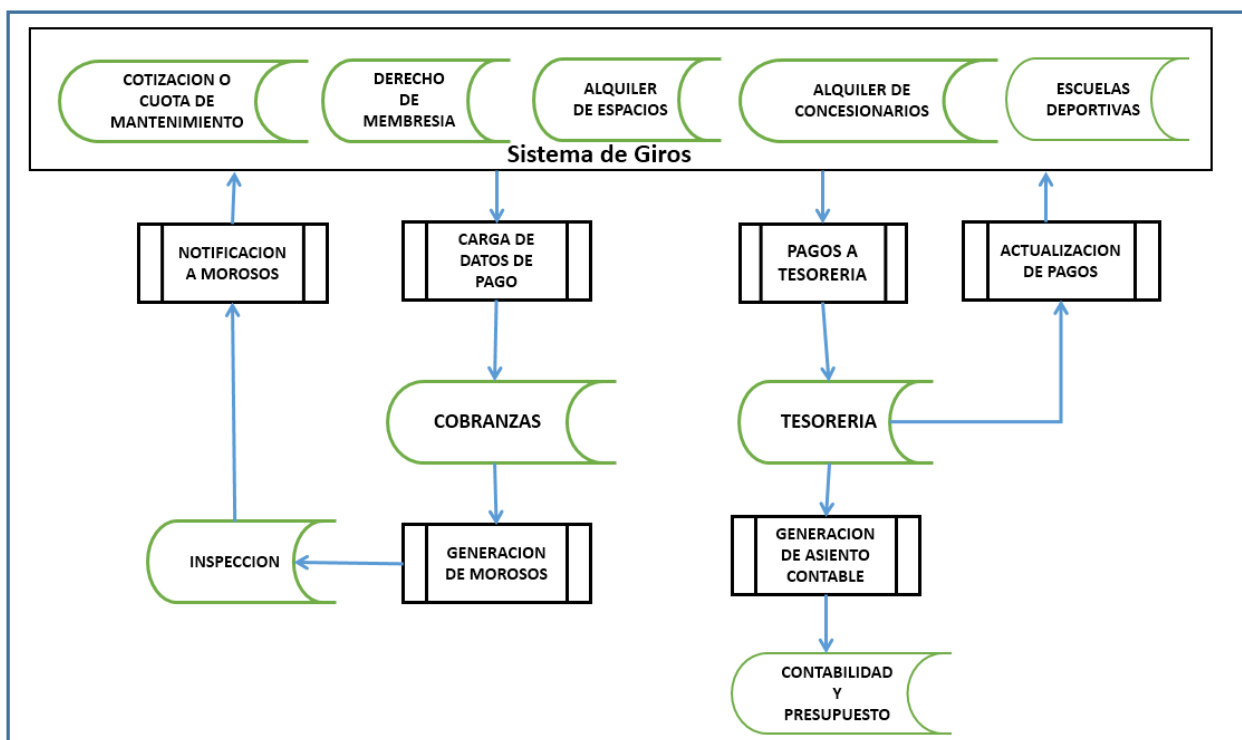 COTIZACION O
CUOTA DE
MANTENIMIENTO
DERECHO
DE
MEMBRESIA
ALQUILER
DE ESPACIOS
ALQUILER DE
CONCESIONARIOS
ESCUELAS
DEPORTIVAS
Sistema de Giros
NOTIFICACION
A MOROSOS
CARGA DE
DATOS DE
PAGO
PAGOS A
TESORERIA
ACTUALIZACION
DE PAGOS
COBRANZAS
TESORERIA
INSPECCION
GENERACION
DE MOROSOS
GENERACION
DE ASIENTO
CONTABLE
CONTABILIDAD
Y
PRESUPUESTO